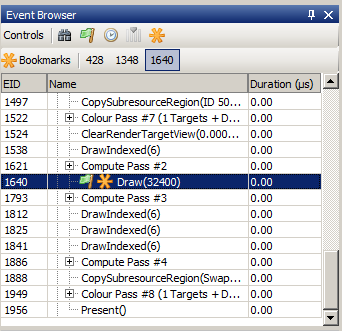 Event Browser
Controls
Bookmarks 428 1348 1640
EID Name Duration (µs)
1497 CopySubresourceRegion(ID 50... 0.00
1522 Colour Pass #7 (1 Targets + D... 0.00
1524 ClearRenderTargetView(0.000... 0.00
1538 DrawIndexed(6) 0.00
1621 Compute Pass #2 0.00
1640 Draw(32400) 0.00
1793 Compute Pass #3 0.00
1812 DrawIndexed(6) 0.00
1825 DrawIndexed(6) 0.00
1841 DrawIndexed(6) 0.00
1886 Compute Pass #4 0.00
1888 CopySubresourceRegion(Swap... 0.00
1949 Colour Pass #8 (1 Targets + D... 0.00
1956 Present() 0.00